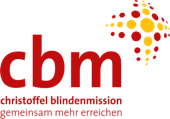 cbm
christoffel blindenmission
gemeinsam mehr erreichen